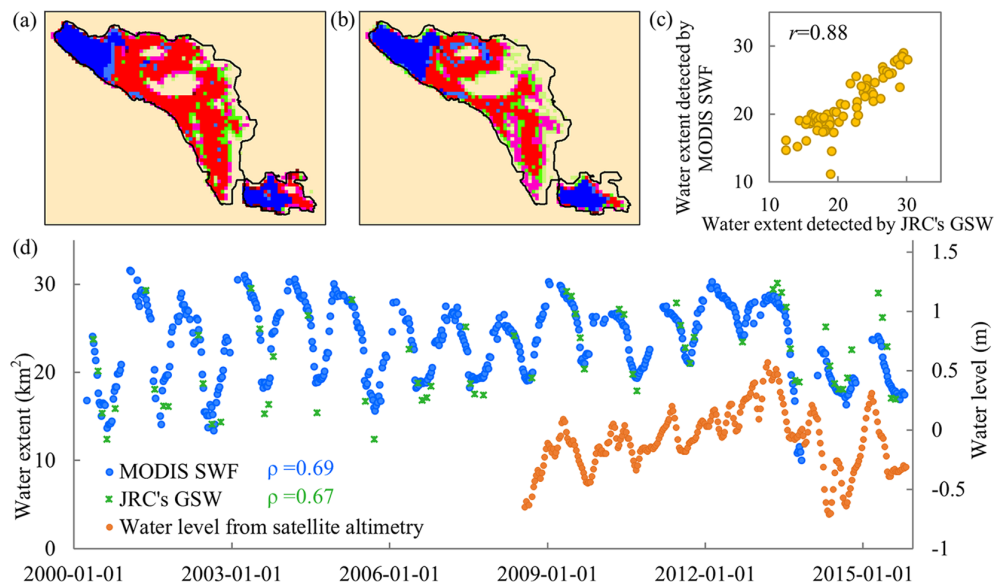 (a)
(b)
(c)
Water extent detected by
MODIS SWF
r=0.88
30
20
10
10
20
30
Water extent detected by JRC's GSW
(d)
Water extent (km2)
30
20
10
0
1.5
1
0.5
0
-0.5
-1
Water level (m)
MODIS SWF ρ =0.69
JRC's GSW ρ =0.67
Water level from satellite altimetry
2000-01-01 2003-01-01 2006-01-01 2009-01-01 2012-01-01 2015-01-01